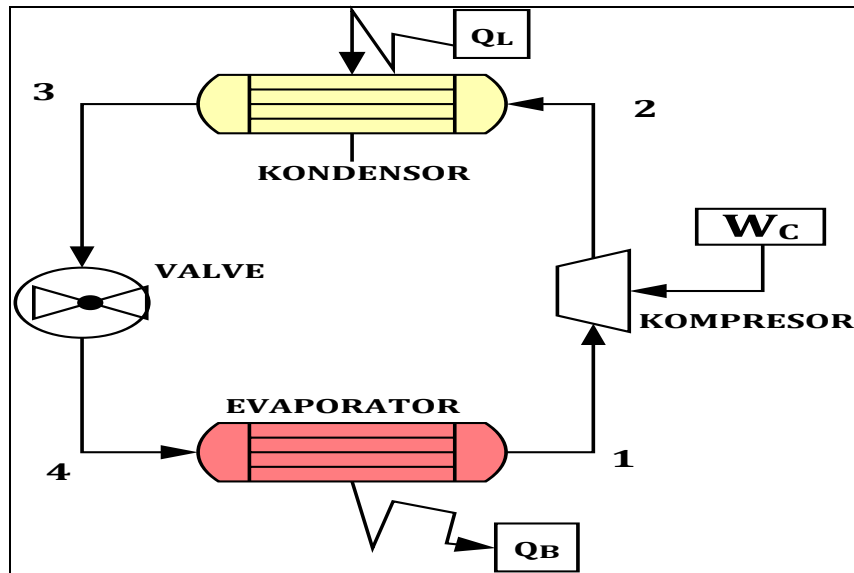 QL
3
2
KONDENSOR
WC
VALVE
KOMPRESOR
EVAPORATOR
4
1
QB